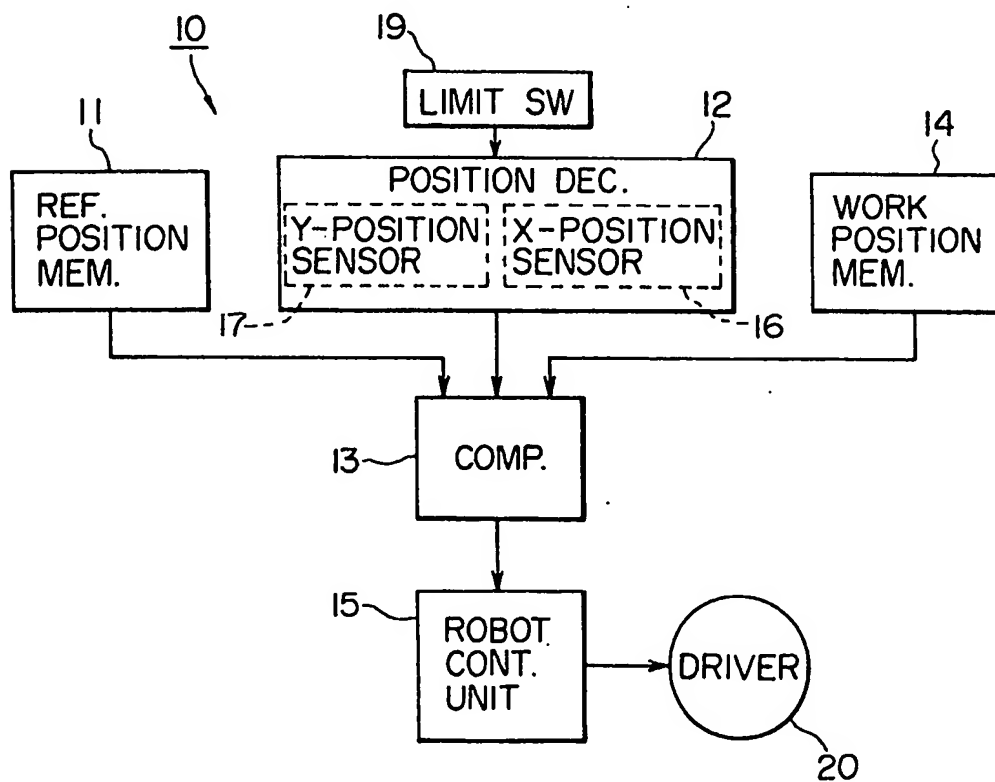 10
19
LIMIT SW
12
11
14
REF.
POSITION
MEM.
POSITION DEC.
Y-POSITION
SENSOR
X-POSITION
SENSOR
WORK
POSITION
MEM.
17
16
13
COMP.
15
ROBOT
CONT.
UNIT
DRIVER
20